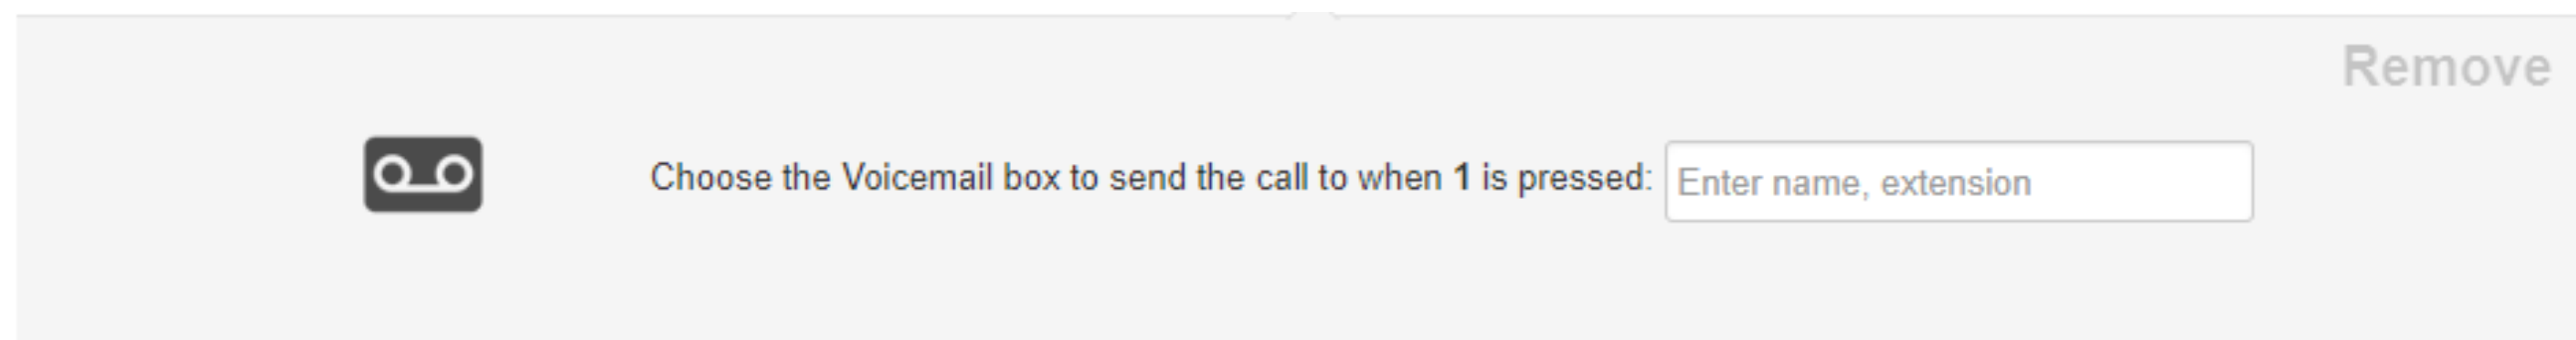 Remove
Choose the Voicemail box to send the call to when 1 is pressed: Enter name, extension